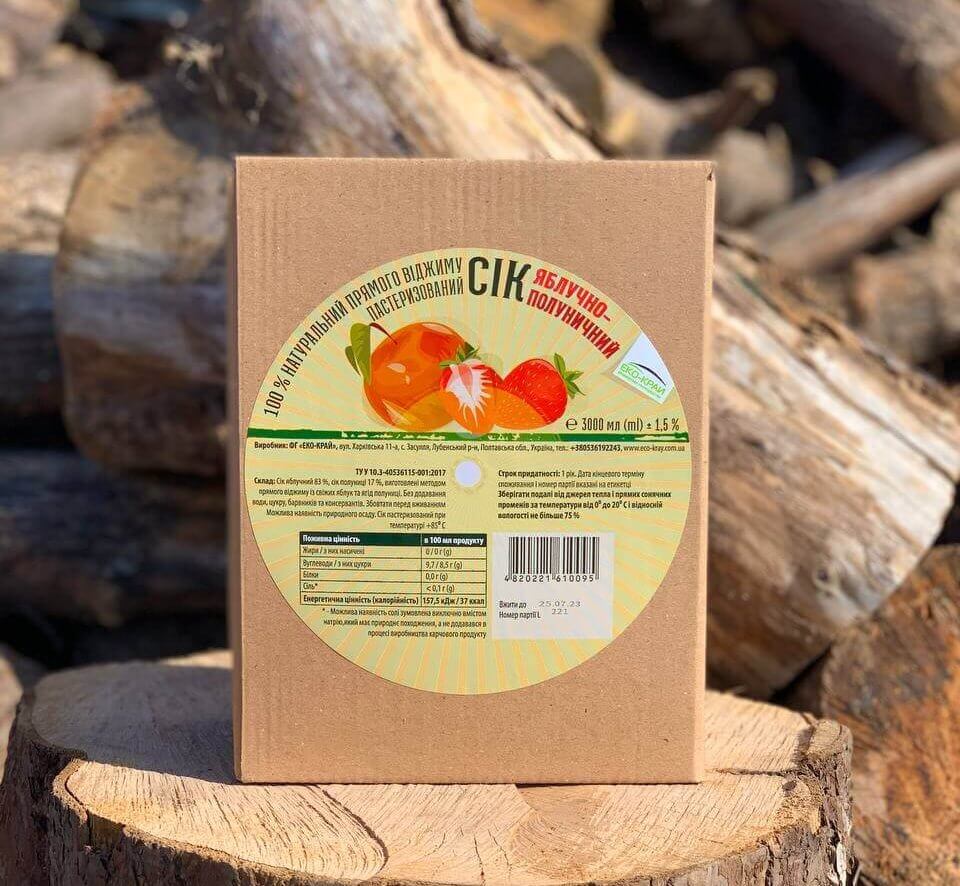 100 % НАТУРАЛЬНИЙ ПРЯМОГО ВІДЖИМУ
ПАСТЕРИЗОВАНИЙ
СІК
ЯБЛУЧНО-
ПОЛУНИЧНИЙ
ЕКО-КРАЙ
℮ 3000 мл (ml) ± 1,5 %
Виробник: ФГ «ЕКО-КРАЙ», вул. Харківська 11-а, с. Засулля, Лубенський р-н, Полтавська обл., Україна, тел.: +380536192243, www.eco-kray.com.ua
ТУ У 10.3-40536115-001:2017
Склад: Сік яблучний 83 %, сік полуниці 17 %, виготовлені методом
прямого віджиму із свіжих яблук та ягід полуниці. Без додавання
води, цукру, барвників та консервантів. Збовтати перед вживанням
Можлива наявність природного осаду. Сік пастеризований при
температурі +85⁰ С
Строк придатності: 1 рік. Дата кінцевого терміну
споживання і номер партії вказані на етикетці
Зберігати подалі від джерел тепла і прямих сонячних
променів за температури від 0⁰ до 20⁰ С і відносній
вологості не більше 75 %
Поживна цінність в 100 мл продукту
Жири / з них насичені 0 / 0 г (g)
Вуглеводи / з них цукри 9,7 / 8,5 г (g)
Білки 0,0 г (g)
Сіль* < 0,1 г (g)
Енергетична цінність (калорійність) 157,5 кДж / 37 ккал
* - Можлива наявність солі зумовлена виключно вмістом
натрію,який має природнє походження, а не додавався в
процесі виробництва харчового продукту
4 820221 610095
Вжити до 25.07.23
Номер партії L 221